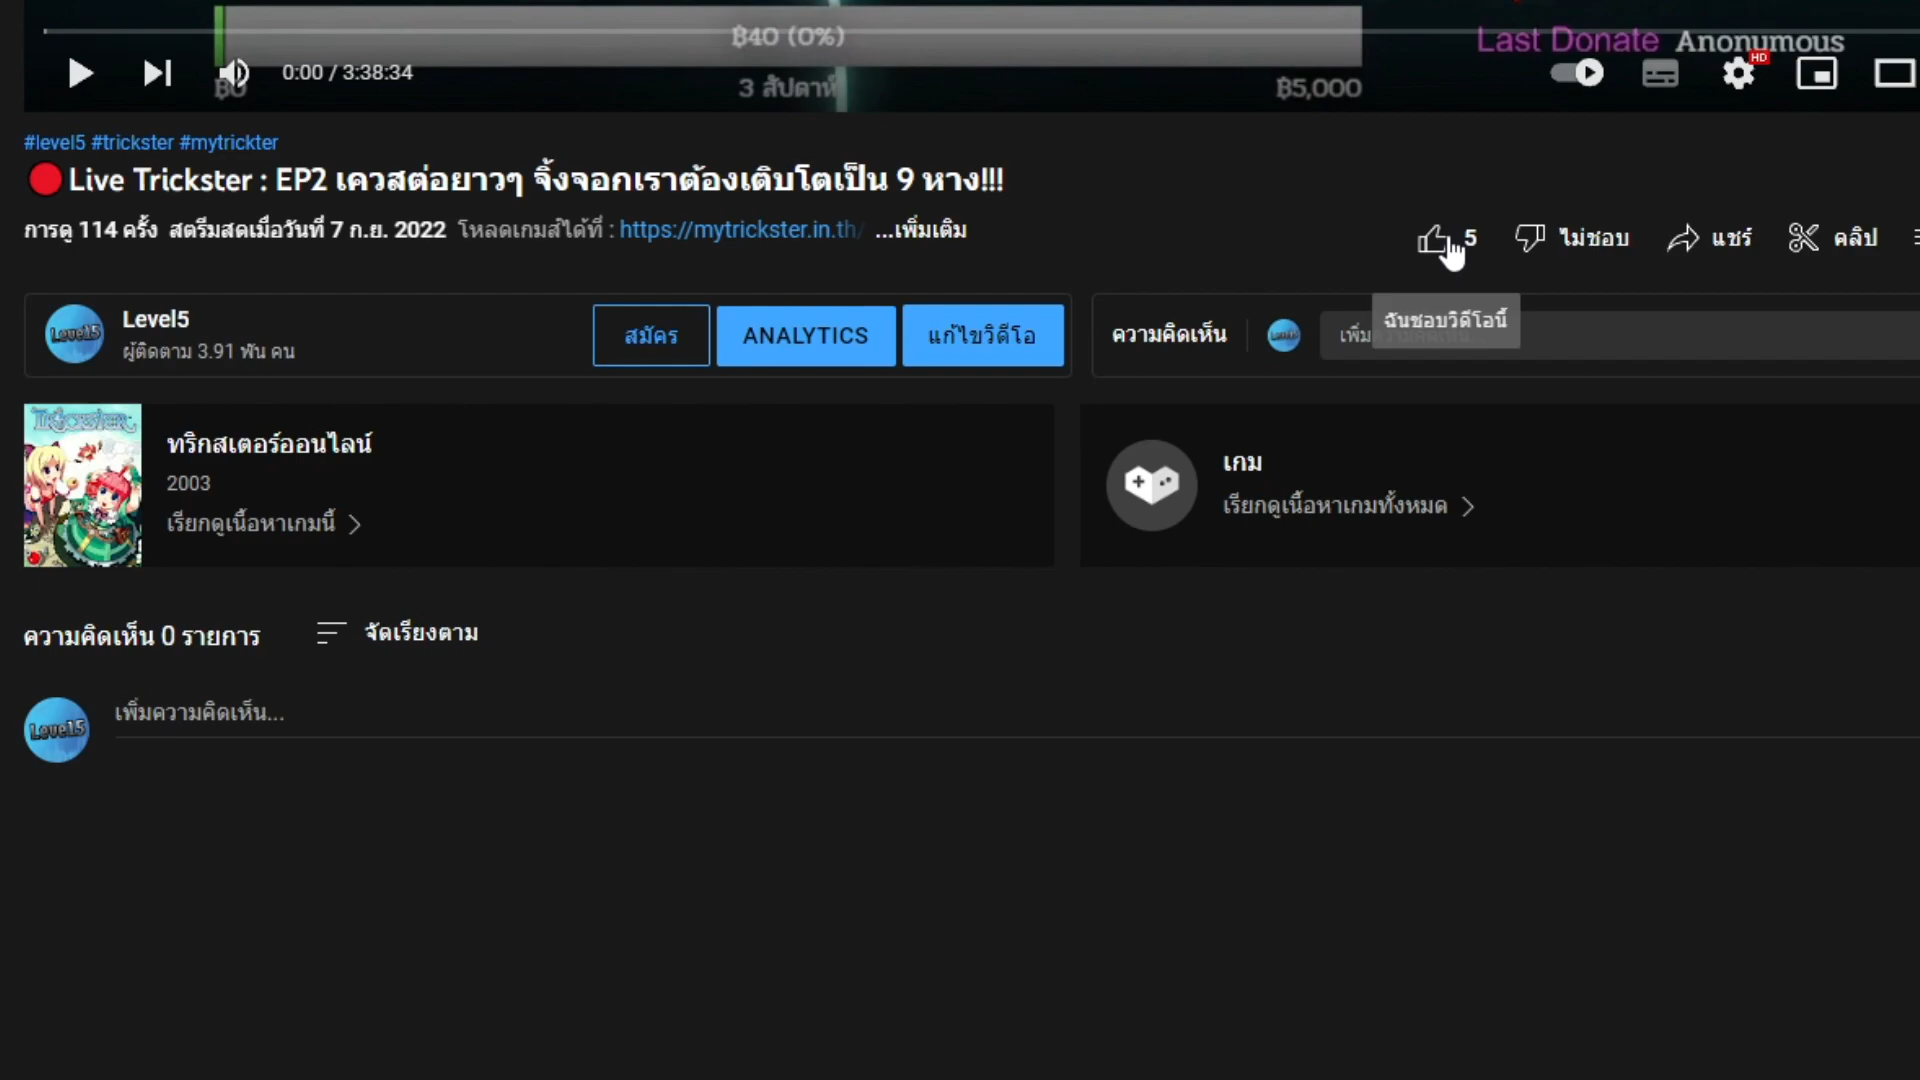 ฿40 (0%)
Last Donate Anonymous
0:00 / 3:38:34
HD
฿0
3 สัปดาห์
฿5,000
#level5 #trickster #mytrickter
Live Trickster : EP2 เควสต่อยาวๆ จิ้งจอกเราต้องเติบโตเป็น 9 หาง!!!
การดู 114 ครั้ง สตรีมสดเมื่อวันที่ 7 ก.ย. 2022 โหลดเกมส์ได้ที่ : https://mytrickster.in.th/ ...เพิ่มเติม
5 ไม่ชอบ แชร์ คลิป
Level5
ผู้ติดตาม 3.91 พัน คน
สมัคร
ANALYTICS
แก้ไขวิดีโอ
ความคิดเห็น
ฉันชอบวิดีโอนี้
ทริกสเตอร์ออนไลน์
2003
เรียกดูเนื้อหาเกมนี้
เกม
เรียกดูเนื้อหาเกมทั้งหมด
ความคิดเห็น 0 รายการ
จัดเรียงตาม
Level5
เพิ่มความคิดเห็น...